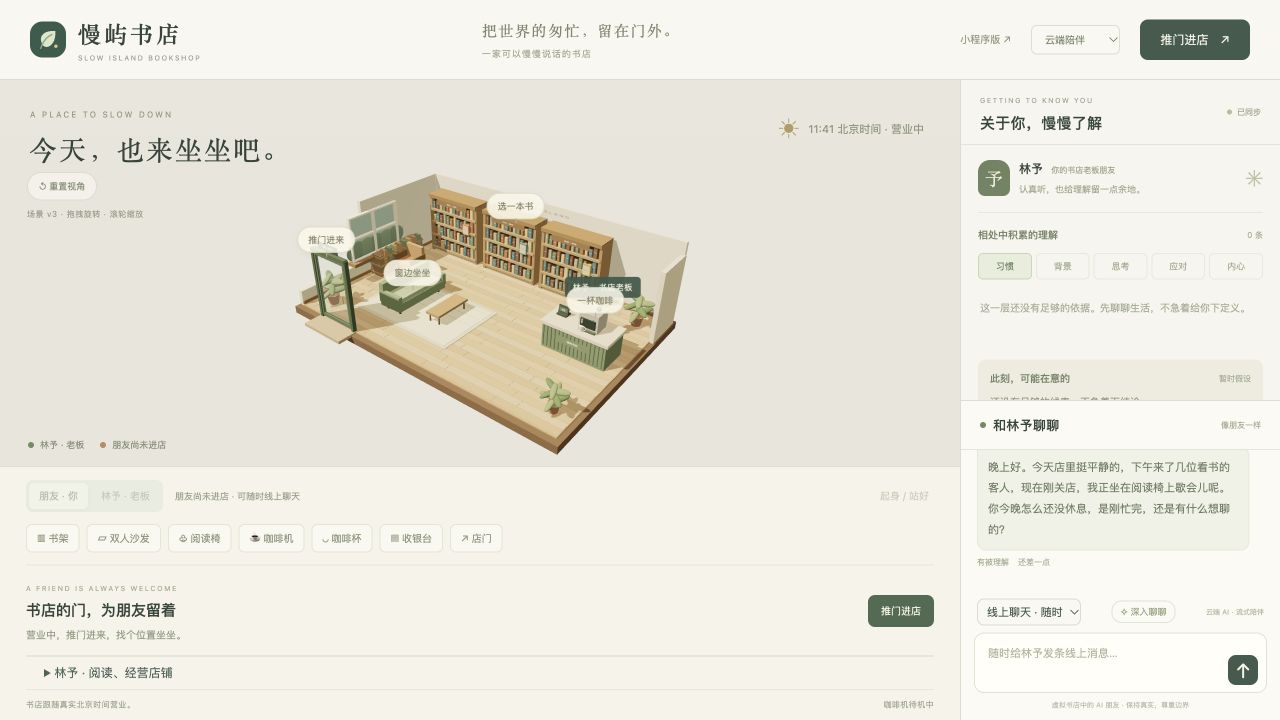 慢屿书店
SLOW ISLAND BOOKSHOP
把世界的匆忙，留在门外。
一家可以慢慢说话的书店
小程序版 ↗
云端陪伴
推门进店 ↗
A PLACE TO SLOW DOWN
今天，也来坐坐吧。
重置视角
场景 v3 · 拖拽旋转 · 滚轮缩放
11:41 北京时间 · 营业中
选一本书
推门进来
窗边坐坐
林予 · 书店老板
一杯咖啡
林予 · 老板
朋友尚未进店
朋友 · 你
林予 · 老板
朋友尚未进店 · 可随时线上聊天
起身 / 站好
书架
双人沙发
阅读椅
咖啡机
咖啡杯
收银台
店门
A FRIEND IS ALWAYS WELCOME
书店的门，为朋友留着
营业中，推门进来，找个位置坐坐。
推门进店
林予 · 阅读、经营店铺
书店跟随真实北京时间营业。
咖啡机待机中
GETTING TO KNOW YOU
关于你，慢慢了解
已同步
予
林予 你的书店老板朋友
认真听，也给理解留一点余地。
相处中积累的理解
0 条
习惯
背景
思考
应对
内心
这一层还没有足够的依据。先聊聊生活，不急着给你下定义。
此刻，可能在意的
暂时假设
和林予聊聊
像朋友一样
晚上好。今天店里挺平静的，下午来了几位看书的
客人，现在刚关店，我正坐在阅读椅上歇会儿呢。
你今晚怎么还没休息，是刚忙完，还是有什么想聊
的?
有被理解 还差一点
线上聊天 · 随时
深入聊聊
云端 AI · 流式陪伴
随时给林予发条线上消息…
虚拟书店中的 AI 朋友 · 保持真实，尊重边界